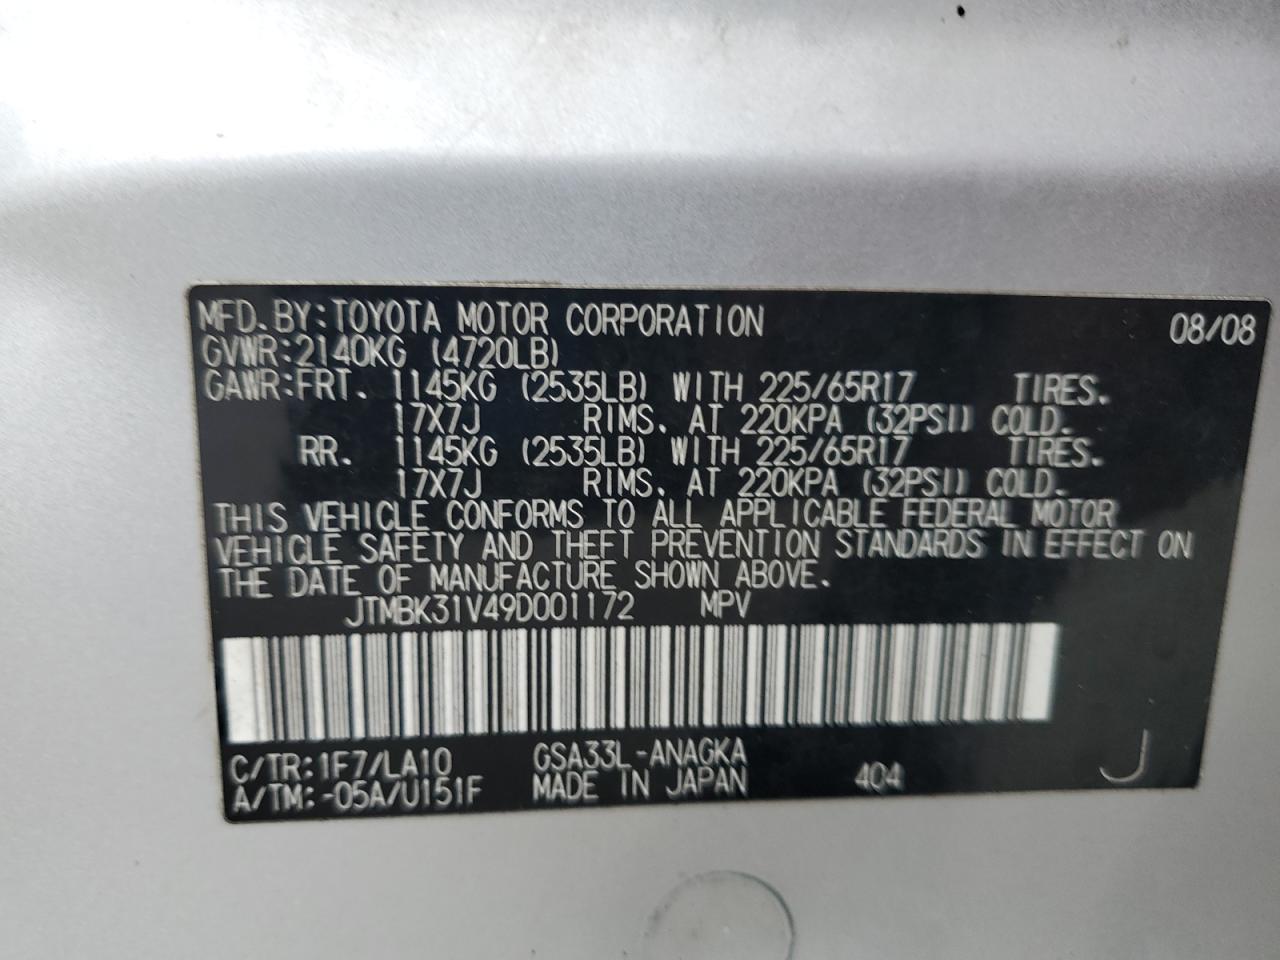 MFD. BY: TOYOTA MOTOR CORPORATION 08/08
GVWR: 2140KG (4720LB)
GAWR: FRT. 1145KG (2535LB) WITH 225/65R17 TIRES.
17X7J RIMS. AT 220KPA (32PSI) COLD.
RR. 1145KG (2535LB) WITH 225/65R17 TIRES.
17X7J RIMS. AT 220KPA (32PSI) COLD.
THIS VEHICLE CONFORMS TO ALL APPLICABLE FEDERAL MOTOR
VEHICLE SAFETY AND THEFT PREVENTION STANDARDS IN EFFECT ON
THE DATE OF MANUFACTURE SHOWN ABOVE.
JTMBK31V49D001172 MPV
C/TR: 1F7/LA10 GSA33L-ANAGKA
A/TM: -05A/U151F MADE IN JAPAN 404 J